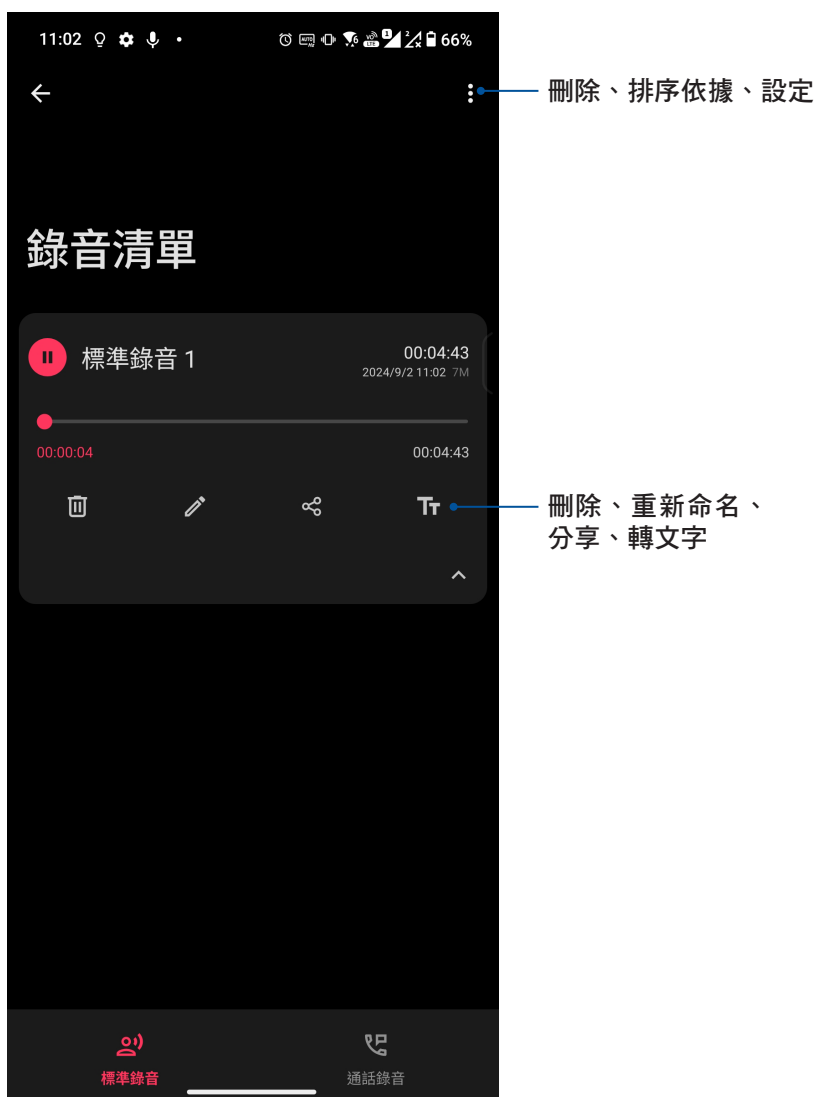 11:02 66%
刪除、排序依據、設定
錄音清單
標準錄音 1 00:04:43
2024/9/2 11:02 7M
00:00:04 00:04:43
Tт
刪除、重新命名、
分享、轉文字
標準錄音 通話錄音